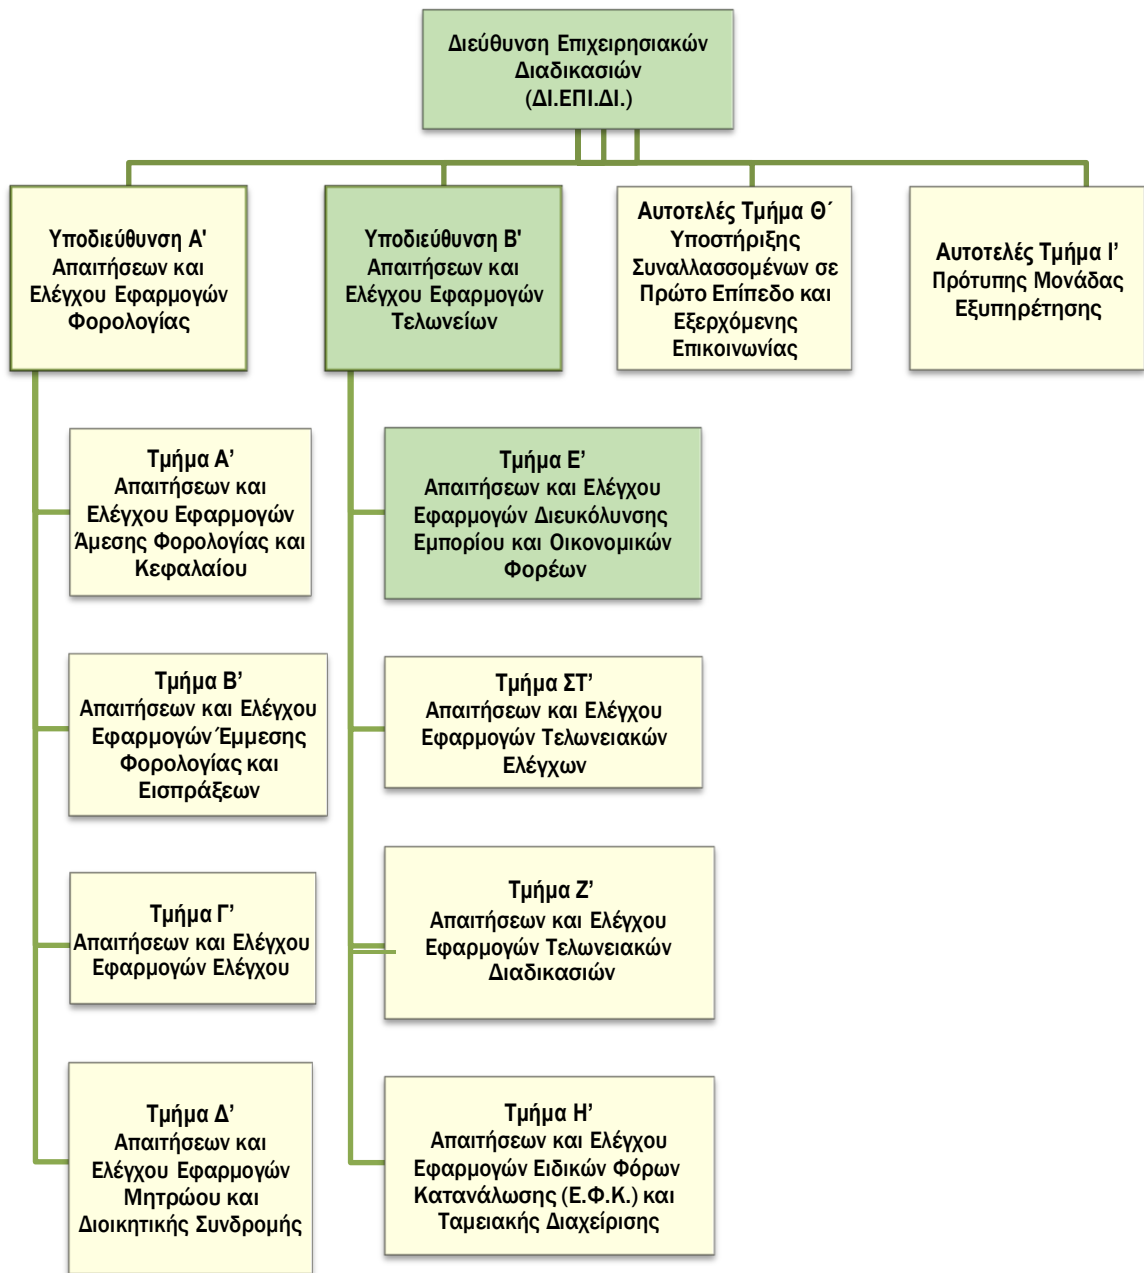 Διεύθυνση Επιχειρησιακών
Διαδικασιών
(ΔΙ.ΕΠΙ.ΔΙ.)
Υποδιεύθυνση Α'
Απαιτήσεων και
Ελέγχου Εφαρμογών
Φορολογίας
Υποδιεύθυνση Β'
Απαιτήσεων και
Ελέγχου Εφαρμογών
Τελωνείων
Αυτοτελές Τμήμα Θ΄
Υποστήριξης
Συναλλασσομένων σε
Πρώτο Επίπεδο και
Εξερχόμενης
Επικοινωνίας
Αυτοτελές Τμήμα Ι’
Πρότυπης Μονάδας
Εξυπηρέτησης
Τμήμα Α’
Απαιτήσεων και
Ελέγχου Εφαρμογών
Άμεσης Φορολογίας και
Κεφαλαίου
Τμήμα Β’
Απαιτήσεων και Ελέγχου
Εφαρμογών Έμμεσης
Φορολογίας και
Εισπράξεων
Τμήμα Γ’
Απαιτήσεων και Ελέγχου
Εφαρμογών Ελέγχου
Τμήμα Δ’
Απαιτήσεων και
Ελέγχου Εφαρμογών
Μητρώου και
Διοικητικής Συνδρομής
Τμήμα Ε’
Απαιτήσεων και Ελέγχου
Εφαρμογών Διευκόλυνσης
Εμπορίου και Οικονομικών
Φορέων
Τμήμα ΣΤ’
Απαιτήσεων και Ελέγχου
Εφαρμογών Τελωνειακών
Ελέγχων
Τμήμα Ζ’
Απαιτήσεων και Ελέγχου
Εφαρμογών Τελωνειακών
Διαδικασιών
Τμήμα Η’
Απαιτήσεων και Ελέγχου
Εφαρμογών Ειδικών Φόρων
Κατανάλωσης (Ε.Φ.Κ.) και
Ταμειακής Διαχείρισης